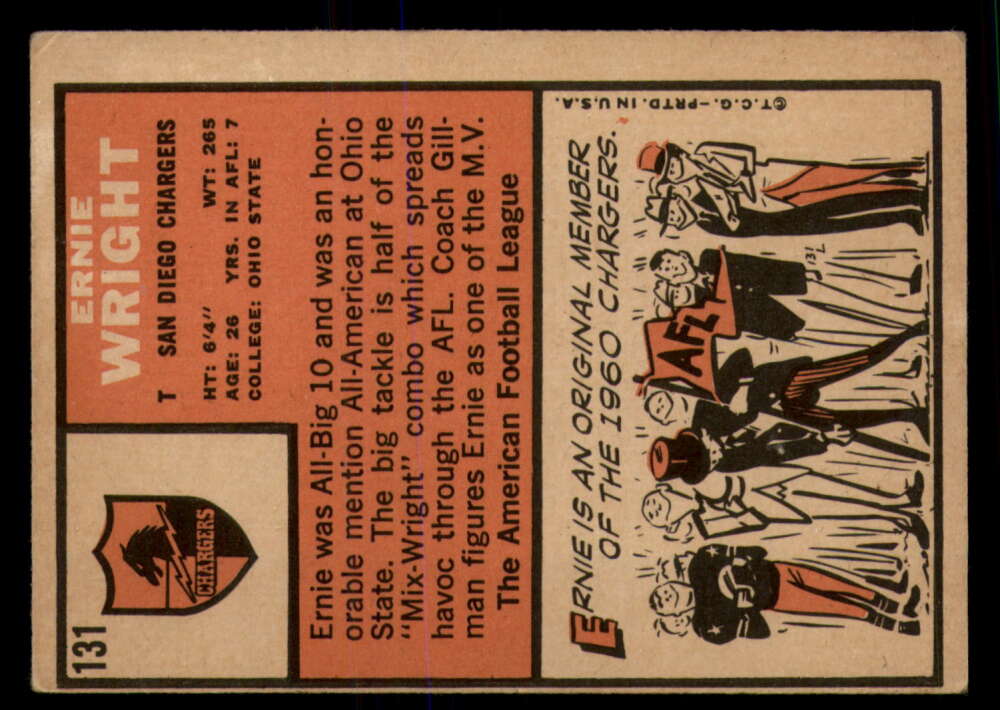 131
CHARGERS
ERNIE
WRIGHT
T SAN DIEGO CHARGERS
HT: 6'4" WT: 265
AGE: 26 YRS. IN AFL: 7
COLLEGE: OHIO STATE
Ernie was All-Big 10 and was an hon-
orable mention All-American at Ohio
State. The big tackle is half of the
"Mix-Wright" combo which spreads
havoc through the AFL. Coach Gill-
man figures Ernie as one of the M.V.
The American Football League
ERNIE IS AN ORIGINAL MEMBER
OF THE 1960 CHARGERS.
AFL
©T.C.G.–PRTD. IN U.S.A.